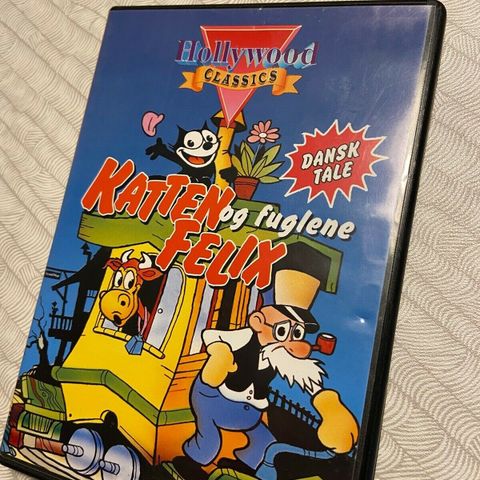 Hollywood
CLASSICS
DANSK
TALE
KATTEN
og fuglene
FELIX